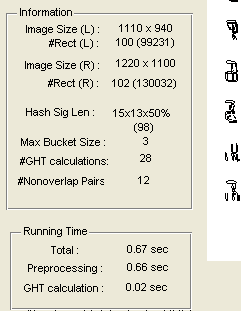 Information
Image Size (L) : 1110 x 940
#Rect (L) : 100 (99231)
Image Size (R) : 1220 x 1100
#Rect (R) : 102 (130032)
Hash Sig Len : 15x13x50%
(98)
Max Bucket Size : 3
#GHT calculations: 28
#Nonoverlap Pairs 12
Running Time
Total : 0.67 sec
Preprocessing : 0.66 sec
GHT calculation : 0.02 sec